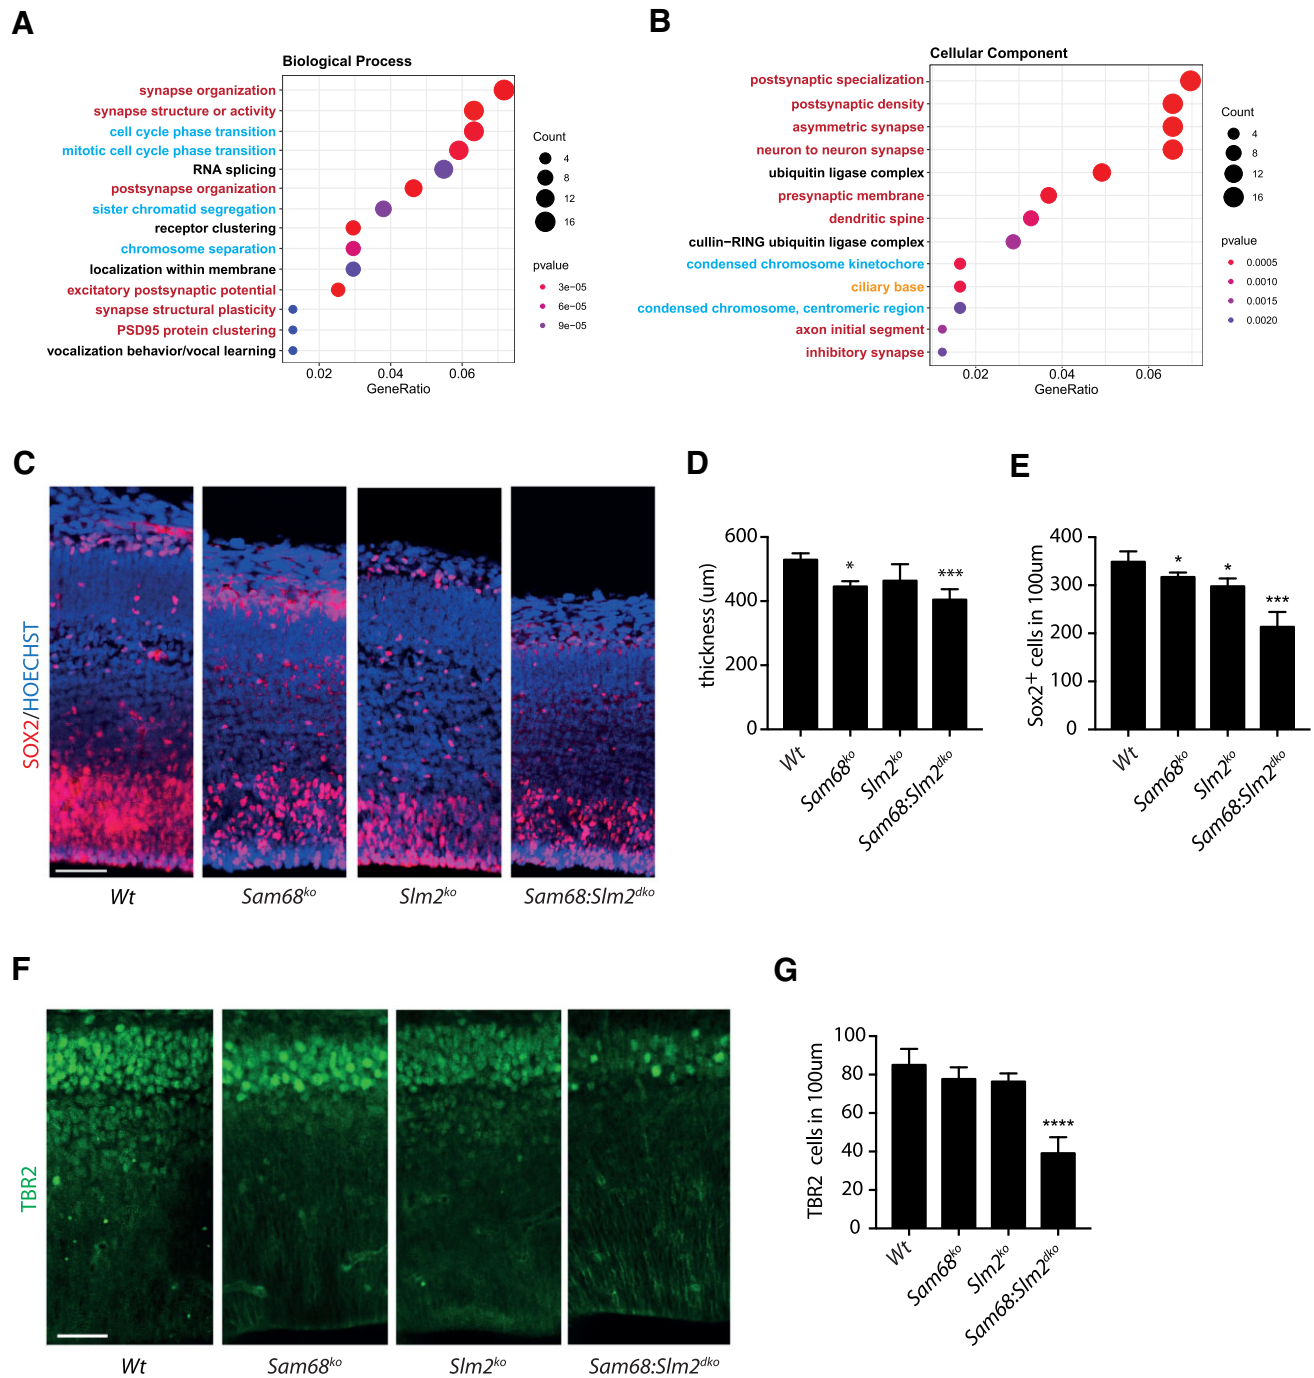 A
B
Biological Process
synapse organization
synapse structure or activity
cell cycle phase transition
mitotic cell cycle phase transition
RNA splicing
postsynapse organization
sister chromatid segregation
receptor clustering
chromosome separation
localization within membrane
excitatory postsynaptic potential
synapse structural plasticity
PSD95 protein clustering
vocalization behavior/vocal learning
0.02 0.04 0.06
GeneRatio
Count
4
8
12
16
pvalue
3e−05
6e−05
9e−05
Cellular Component
postsynaptic specialization
postsynaptic density
asymmetric synapse
neuron to neuron synapse
ubiquitin ligase complex
presynaptic membrane
dendritic spine
cullin−RING ubiquitin ligase complex
condensed chromosome kinetochore
ciliary base
condensed chromosome, centromeric region
axon initial segment
inhibitory synapse
0.02 0.04 0.06
GeneRatio
Count
4
8
12
16
pvalue
0.0005
0.0010
0.0015
0.0020
C
SOX2/HOECHST
Wt
Sam68ko
Slm2ko
Sam68:Slm2dko
D
thickness (um)
600
400
200
0
*
***
Wt
Sam68ko
Slm2ko
Sam68:Slm2dko
E
Sox2+ cells in 100um
400
300
200
100
0
*
*
***
Wt
Sam68ko
Slm2ko
Sam68:Slm2dko
F
TBR2
Wt
Sam68ko
Slm2ko
Sam68:Slm2dko
G
TBR2 cells in 100um
100
80
60
40
20
0
****
Wt
Sam68ko
Slm2ko
Sam68:Slm2dko